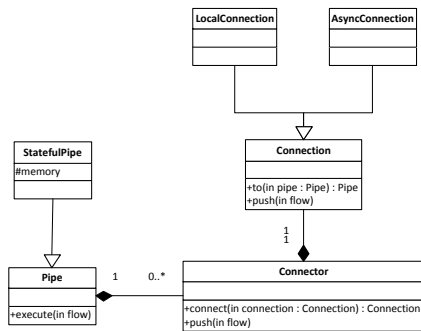 LocalConnection
AsyncConnection
Connection
+to(in pipe : Pipe) : Pipe
+push(in flow)
StatefulPipe
#memory
1
1
Pipe
+execute(in flow)
1
0..*
Connector
+connect(in connection : Connection) : Connection
+push(in flow)